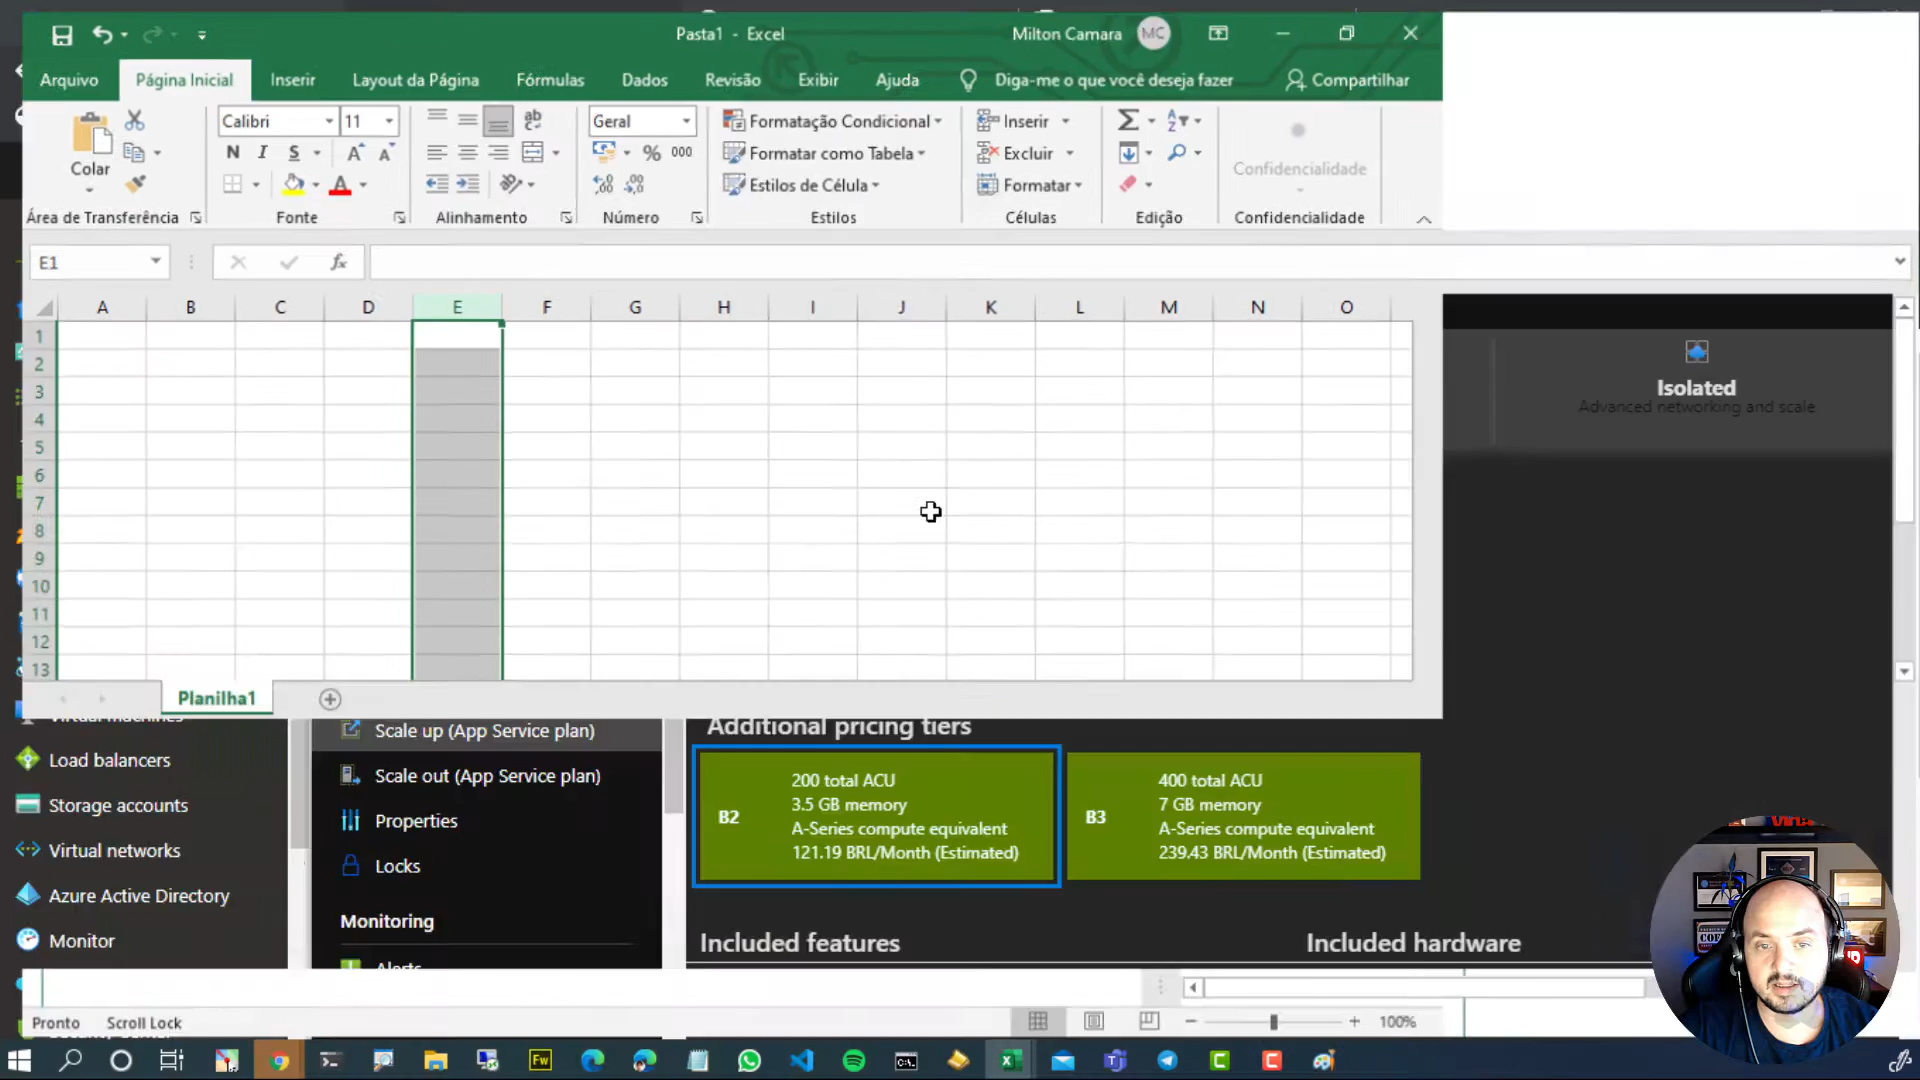 Pasta1 - Excel
Milton Camara
MC
Arquivo
Página Inicial
Inserir
Layout da Página
Fórmulas
Dados
Revisão
Exibir
Ajuda
Diga-me o que você deseja fazer
Compartilhar
Colar
Área de Transferência
Calibri
11
N I S
Fonte
Alinhamento
Geral
% 000
Número
Formatação Condicional
Formatar como Tabela
Estilos de Célula
Estilos
Inserir
Excluir
Formatar
Células
Edição
Confidencialidade
Confidencialidade
E1
fx
A B C D E F G H I J K L M N O
1
2
3
4
5
6
7
8
9
10
11
12
13
Planilha1
Isolated
Advanced networking and scale
Virtual machines
Load balancers
Storage accounts
Virtual networks
Azure Active Directory
Monitor
Scale up (App Service plan)
Scale out (App Service plan)
Properties
Locks
Monitoring
Alerts
Additional pricing tiers
B2
200 total ACU
3.5 GB memory
A-Series compute equivalent
121.19 BRL/Month (Estimated)
B3
400 total ACU
7 GB memory
A-Series compute equivalent
239.43 BRL/Month (Estimated)
Included features
Included hardware
Pronto
Scroll Lock
100%
Fw